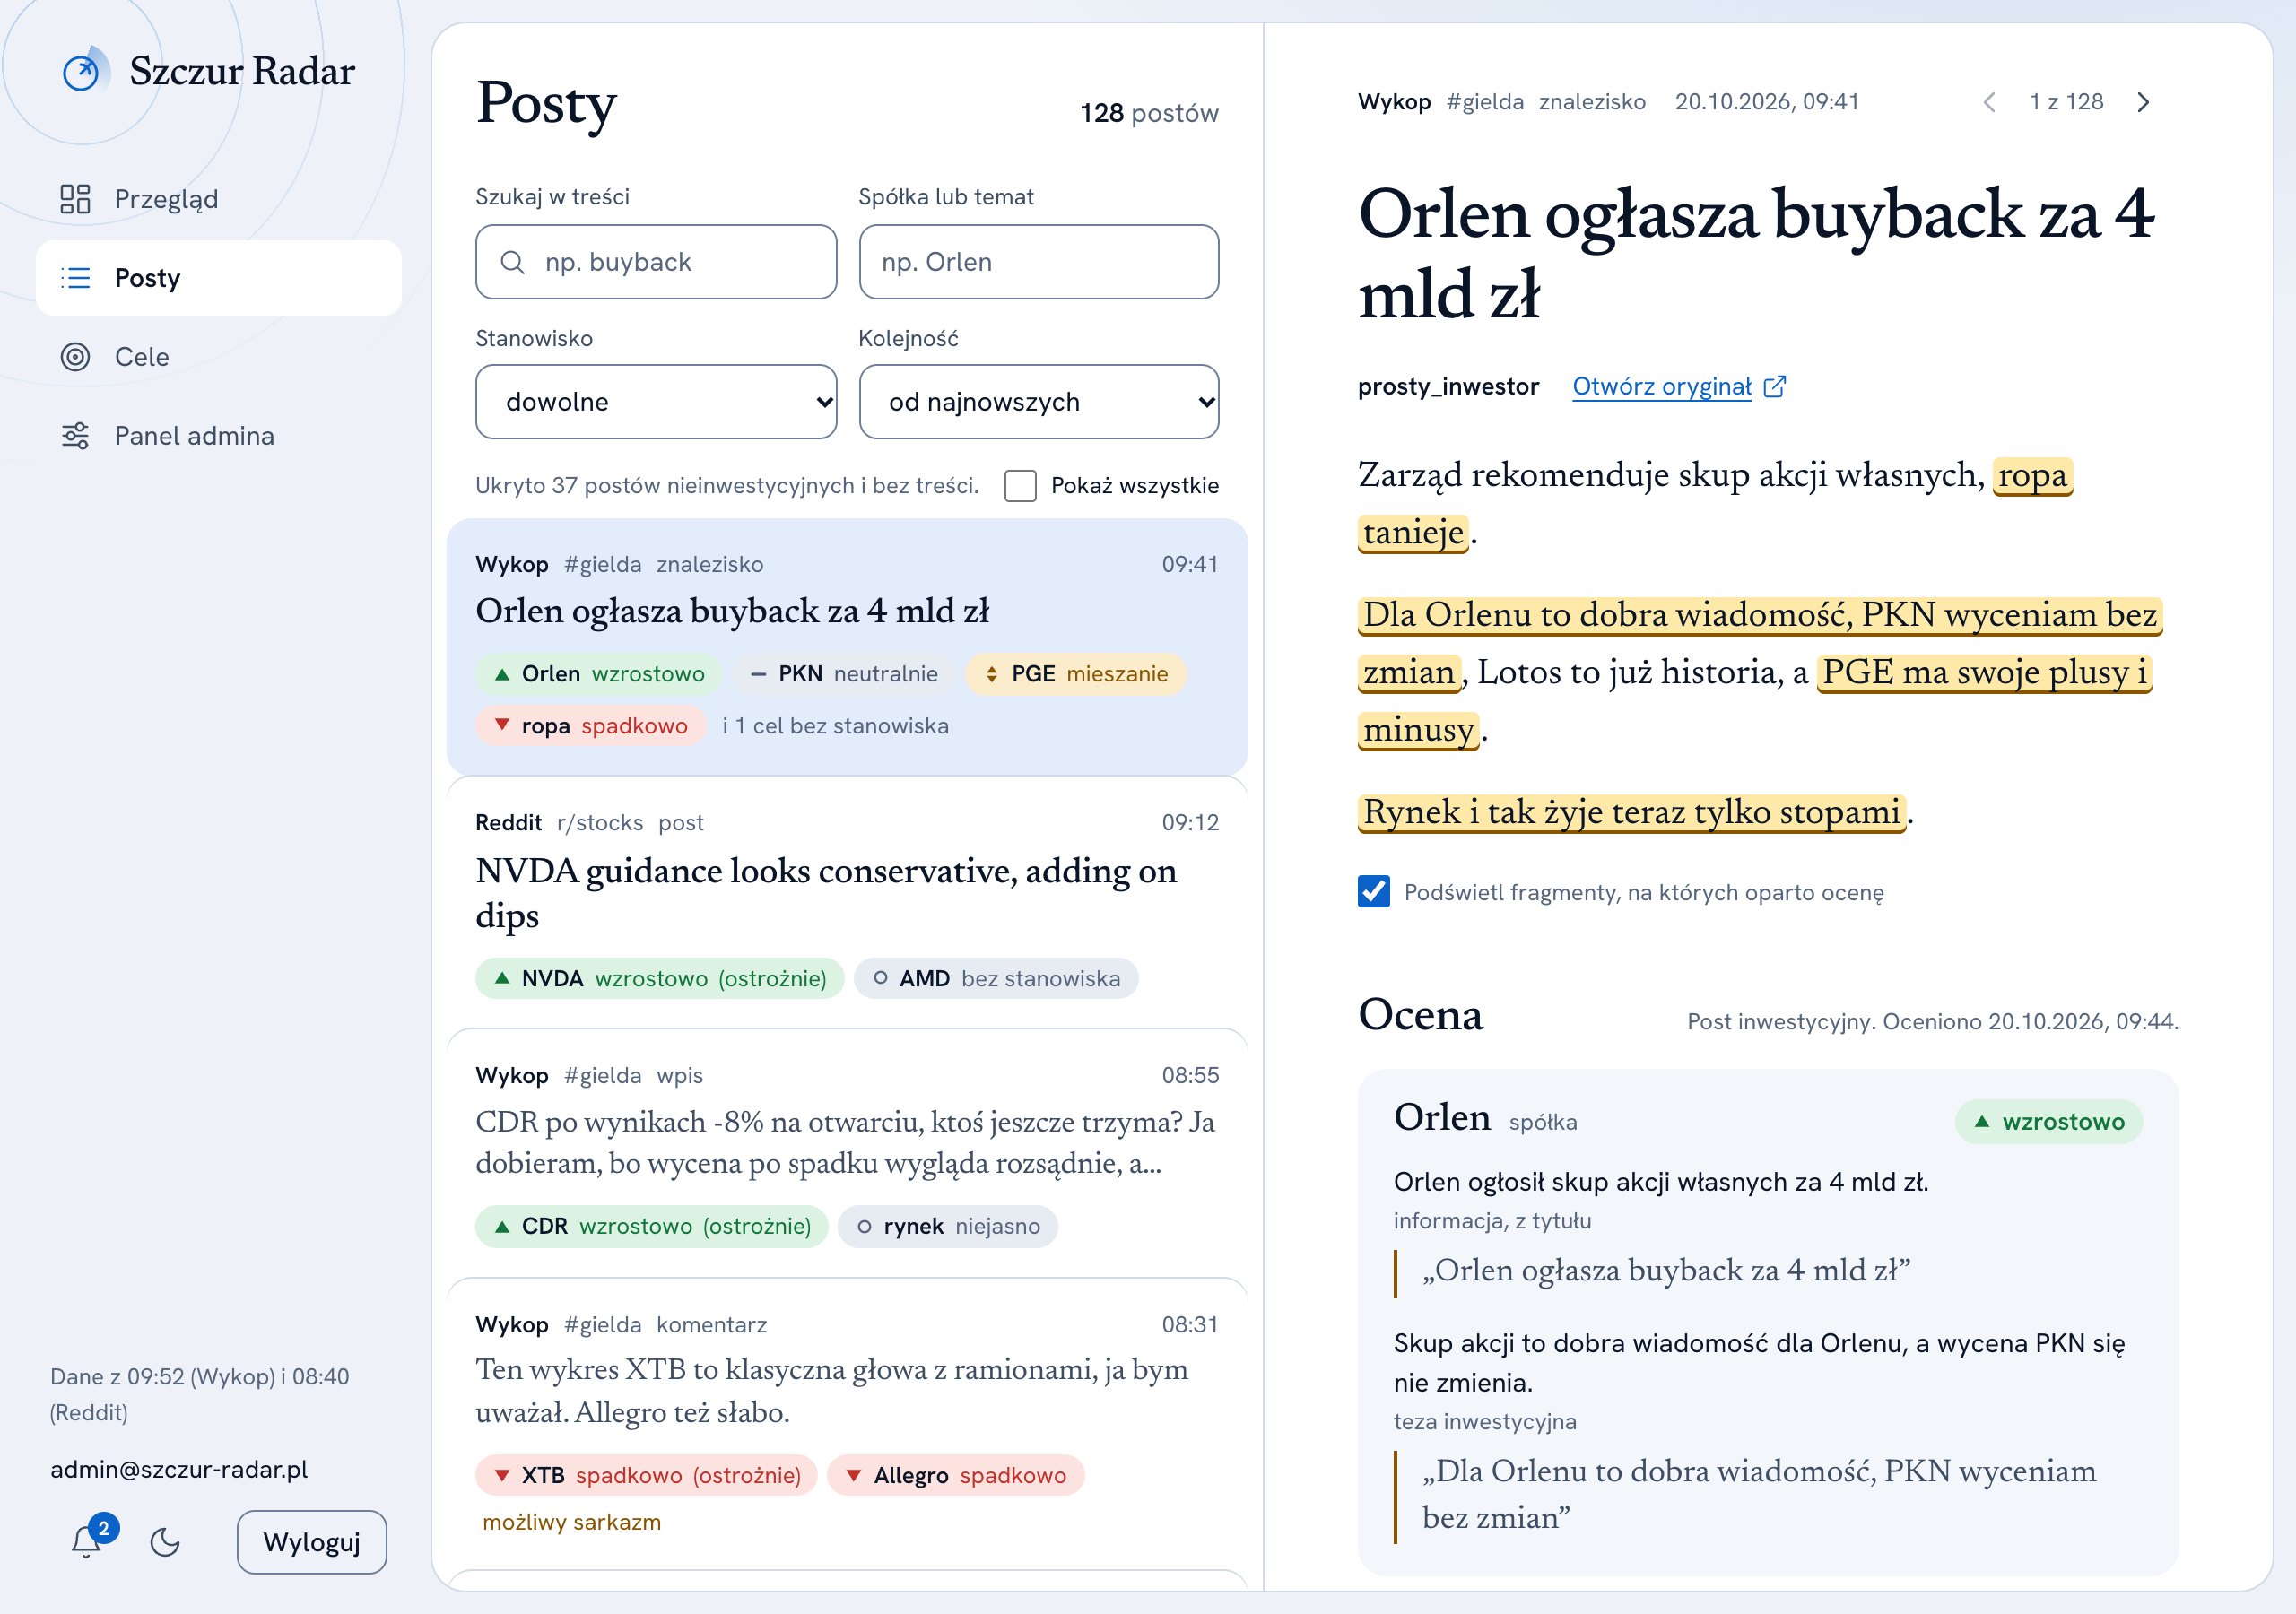 Szczur Radar
Przegląd
Posty
Cele
Panel admina
Dane z 09:52 (Wykop) i 08:40
(Reddit)
admin@szczur-radar.pl
2
Wyloguj
Posty
128 postów
Szukaj w treści
Spółka lub temat
np. buyback
np. Orlen
Stanowisko
Kolejność
dowolne
od najnowszych
Ukryto 37 postów nieinwestycyjnych i bez treści.
Pokaż wszystkie
Wykop #gielda znalezisko 09:41
Orlen ogłasza buyback za 4 mld zł
Orlen wzrostowo PKN neutralnie PGE mieszanie
ropa spadkowo i 1 cel bez stanowiska
Reddit r/stocks post 09:12
NVDA guidance looks conservative, adding on
dips
NVDA wzrostowo (ostrożnie) AMD bez stanowiska
Wykop #gielda wpis 08:55
CDR po wynikach -8% na otwarciu, ktoś jeszcze trzyma? Ja
dobieram, bo wycena po spadku wygląda rozsądnie, a...
CDR wzrostowo (ostrożnie) rynek niejasno
Wykop #gielda komentarz 08:31
Ten wykres XTB to klasyczna głowa z ramionami, ja bym
uważał. Allegro też słabo.
XTB spadkowo (ostrożnie) Allegro spadkowo
możliwy sarkazm
Wykop #gielda znalezisko 20.10.2026, 09:41
1 z 128
Orlen ogłasza buyback za 4
mld zł
prosty_inwestor Otwórz oryginał
Zarząd rekomenduje skup akcji własnych, ropa
tanieje.
Dla Orlenu to dobra wiadomość, PKN wyceniam bez
zmian, Lotos to już historia, a PGE ma swoje plusy i
minusy.
Rynek i tak żyje teraz tylko stopami.
Podświetl fragmenty, na których oparto ocenę
Ocena
Post inwestycyjny. Oceniono 20.10.2026, 09:44.
Orlen spółka
wzrostowo
Orlen ogłosił skup akcji własnych za 4 mld zł.
informacja, z tytułu
„Orlen ogłasza buyback za 4 mld zł”
Skup akcji to dobra wiadomość dla Orlenu, a wycena PKN się
nie zmienia.
teza inwestycyjna
„Dla Orlenu to dobra wiadomość, PKN wyceniam
bez zmian”